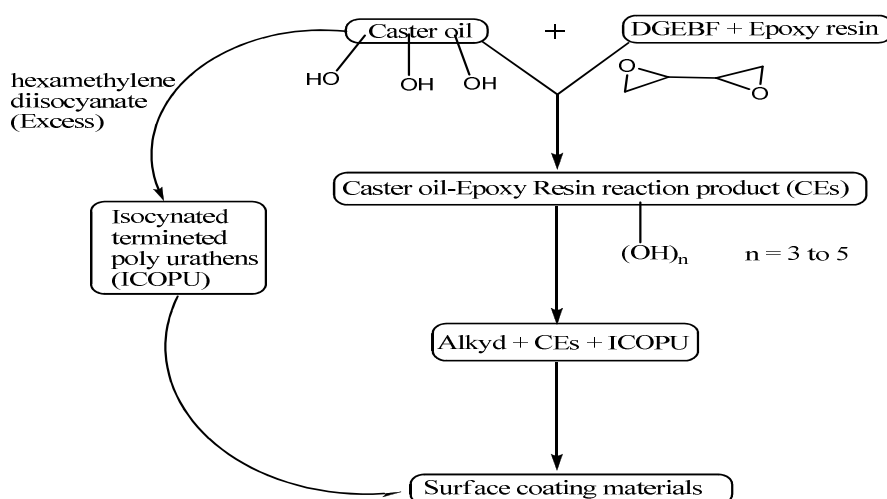 Caster oil
+
DGEBF + Epoxy resin
HO
OH
OH
O
O
hexamethylene
diisocyanate
(Excess)
Caster oil-Epoxy Resin reaction product (CEs)
Isocynated
termineted
poly urathens
(ICOPU)
(OH)n
n = 3 to 5
Alkyd + CEs + ICOPU
Surface coating materials